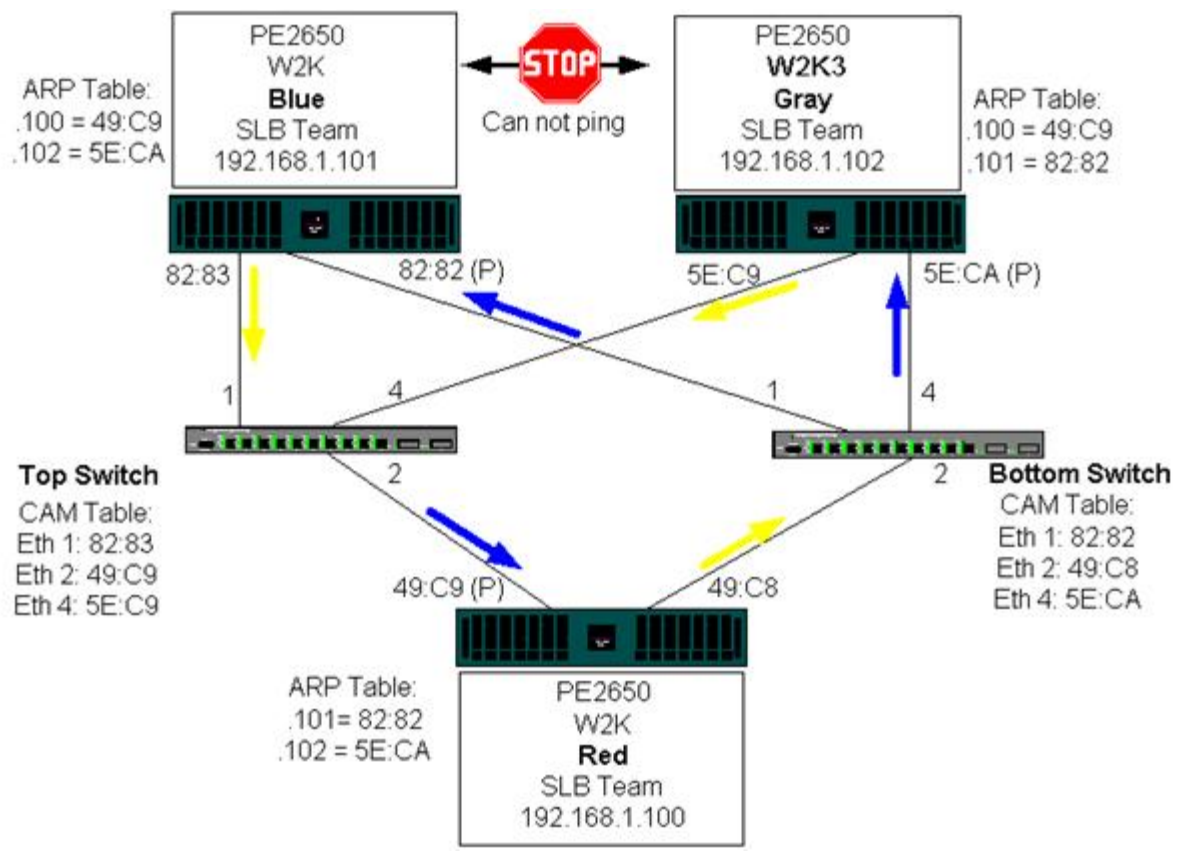 PE2650
W2K
Blue
SLB Team
192.168.1.101
ARP Table:
.100 = 49:C9
.102 = 5E:CA
STOP
Can not ping
PE2650
W2K3
Gray
SLB Team
192.168.1.102
ARP Table:
.100 = 49:C9
.101 = 82:82
82:83
82:82 (P)
5E:C9
5E:CA (P)
1
4
1
4
2
2
Top Switch
CAM Table:
Eth 1: 82:83
Eth 2: 49:C9
Eth 4: 5E:C9
Bottom Switch
CAM Table:
Eth 1: 82:82
Eth 2: 49:C8
Eth 4: 5E:CA
49:C9 (P)
49:C8
ARP Table:
.101= 82:82
.102 = 5E:CA
PE2650
W2K
Red
SLB Team
192.168.1.100